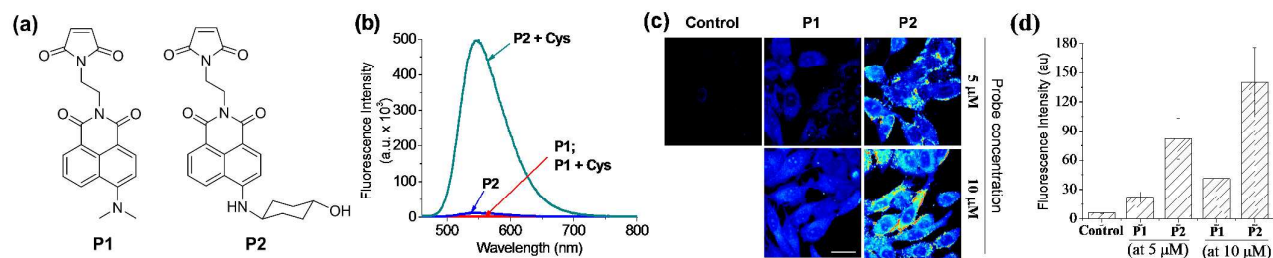 (a)
O N O
N
O N O
N
P1
O N O
N
O N O
HN
OH
P2
(b)
Fluorescence Intensity
(a.u. x 10³)
500
400
300
200
100
0
P2 + Cys
P1;
P1 + Cys
P2
500 600 700 800
Wavelength (nm)
(c)
Control P1 P2
5 µM
10 µM
Probe concentration
(d)
Fluorescence Intensity (au)
180
150
120
90
60
30
0
Control P1 P2 P1 P2
(at 5 µM) (at 10 µM)